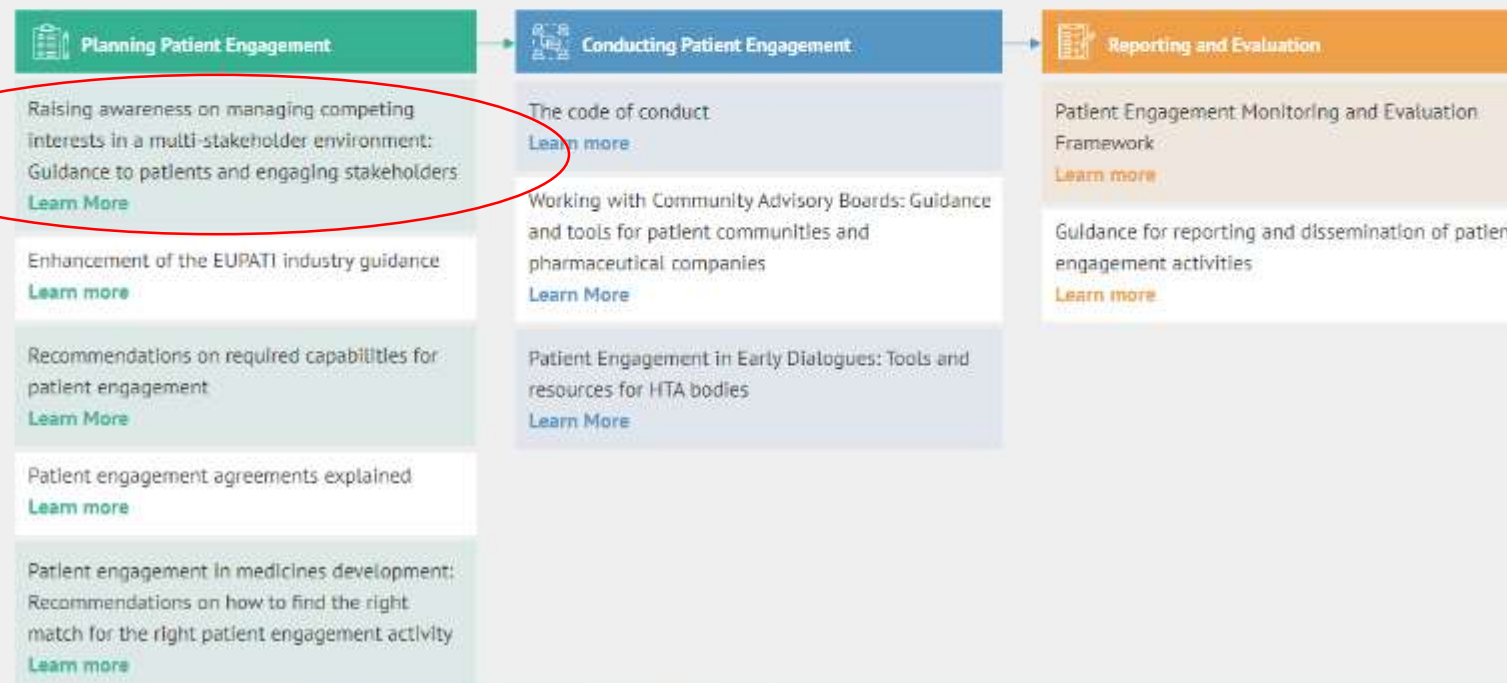 Planning Patient Engagement
Raising awareness on managing competing
interests in a multi-stakeholder environment:
Guidance to patients and engaging stakeholders
Learn More
Enhancement of the EUPATI industry guidance
Learn more
Recommendations on required capabilities for
patient engagement
Learn More
Patient engagement agreements explained
Learn more
Patient engagement in medicines development:
Recommendations on how to find the right
match for the right patient engagement activity
Learn more
Conducting Patient Engagement
The code of conduct
Learn more
Working with Community Advisory Boards: Guidance
and tools for patient communities and
pharmaceutical companies
Learn More
Patient Engagement in Early Dialogues: Tools and
resources for HTA bodies
Learn More
Reporting and Evaluation
Patient Engagement Monitoring and Evaluation
Framework
Learn more
Guidance for reporting and dissemination of patien
engagement activities
Learn more